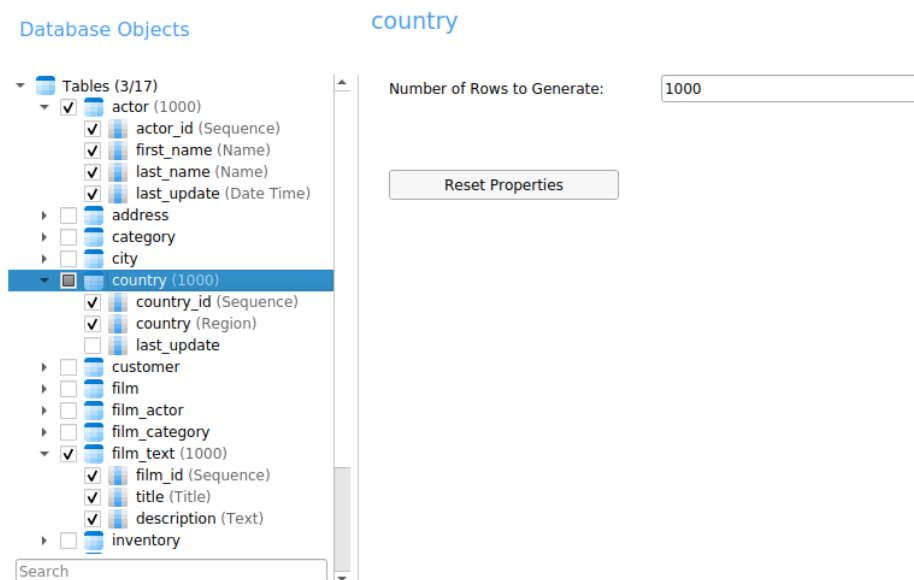 Database Objects
country
Tables (3/17)
actor (1000)
actor_id (Sequence)
first_name (Name)
last_name (Name)
last_update (Date Time)
address
category
city
country (1000)
country_id (Sequence)
country (Region)
last_update
customer
film
film_actor
film_category
film_text (1000)
film_id (Sequence)
title (Title)
description (Text)
inventory
Search
Number of Rows to Generate: 1000
Reset Properties